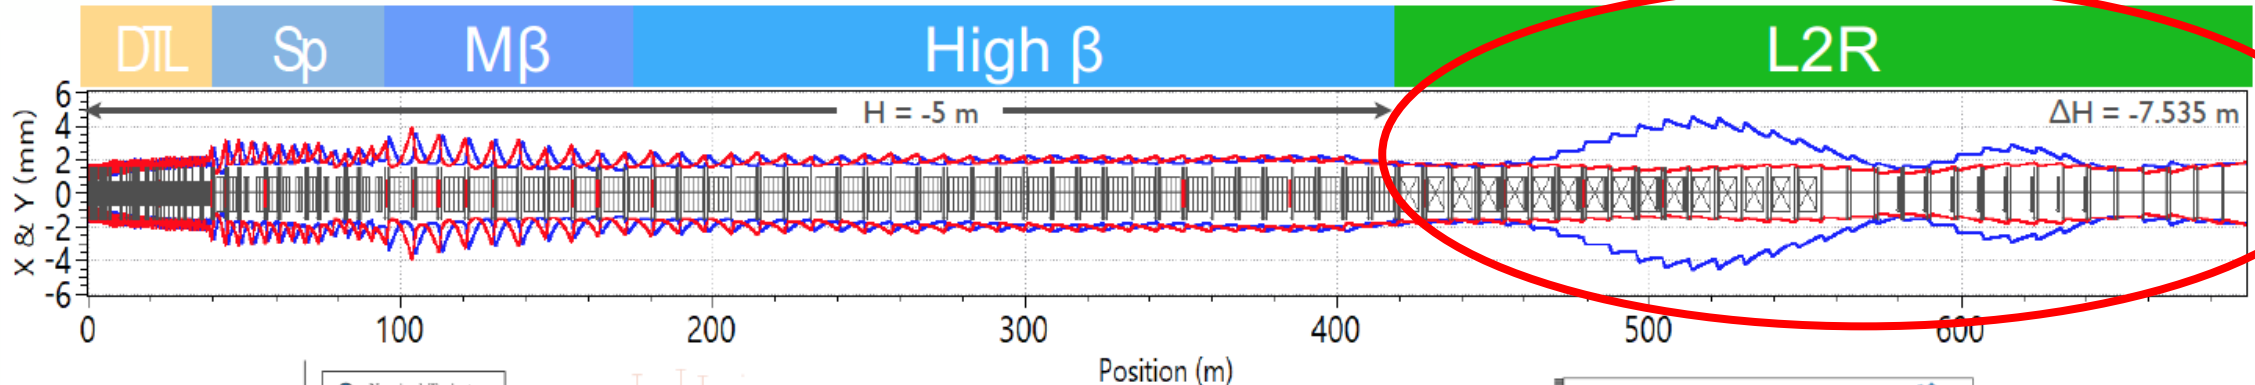 DTL Sp Mβ High β L2R
H = -5 m
ΔH = -7.535 m
X & Y (mm)
6
4
2
0
-2
-4
-6
0 100 200 300 400 500 600
Position (m)